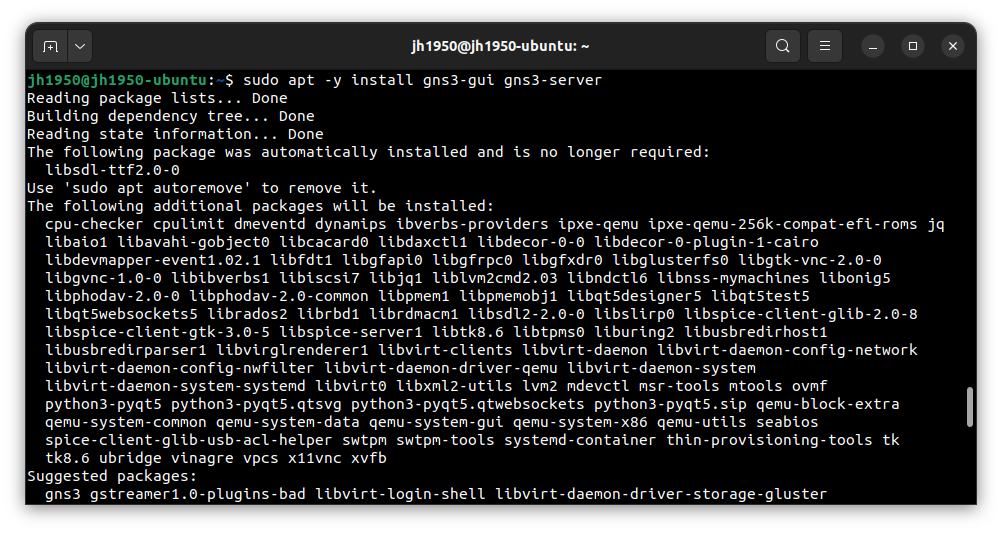 jh1950@jh1950-ubuntu: ~
jh1950@jh1950-ubuntu:~$ sudo apt -y install gns3-gui gns3-server
Reading package lists... Done
Building dependency tree... Done
Reading state information... Done
The following package was automatically installed and is no longer required:
  libsdl-ttf2.0-0
Use 'sudo apt autoremove' to remove it.
The following additional packages will be installed:
  cpu-checker cpulimit dmeventd dynamips ibverbs-providers ipxe-qemu ipxe-qemu-256k-compat-efi-roms jq
  libaio1 libavahi-gobject0 libcacard0 libdaxctl1 libdecor-0-0 libdecor-0-plugin-1-cairo
  libdevmapper-event1.02.1 libfdt1 libgfapi0 libgfrpc0 libgfxdr0 libglusterfs0 libgtk-vnc-2.0-0
  libgvnc-1.0-0 libibverbs1 libiscsi7 libjq1 liblvm2cmd2.03 libndctl6 libnss-mymachines libonig5
  libphodav-2.0-0 libphodav-2.0-common libpmem1 libpmemobj1 libqt5designer5 libqt5test5
  libqt5websockets5 librados2 librbd1 librdmacm1 libsdl2-2.0-0 libslirp0 libspice-client-glib-2.0-8
  libspice-client-gtk-3.0-5 libspice-server1 libtk8.6 libtpms0 liburing2 libusbredirhost1
  libusbredirparser1 libvirglrenderer1 libvirt-clients libvirt-daemon libvirt-daemon-config-network
  libvirt-daemon-config-nwfilter libvirt-daemon-driver-qemu libvirt-daemon-system
  libvirt-daemon-system-systemd libvirt0 libxml2-utils lvm2 mdevctl msr-tools mtools ovmf
  python3-pyqt5 python3-pyqt5.qtsvg python3-pyqt5.qtwebsockets python3-pyqt5.sip qemu-block-extra
  qemu-system-common qemu-system-data qemu-system-gui qemu-system-x86 qemu-utils seabios
  spice-client-glib-usb-acl-helper swtpm swtpm-tools systemd-container thin-provisioning-tools tk
  tk8.6 ubridge vinagre vpcs x11vnc xvfb
Suggested packages:
  gns3 gstreamer1.0-plugins-bad libvirt-login-shell libvirt-daemon-driver-storage-gluster